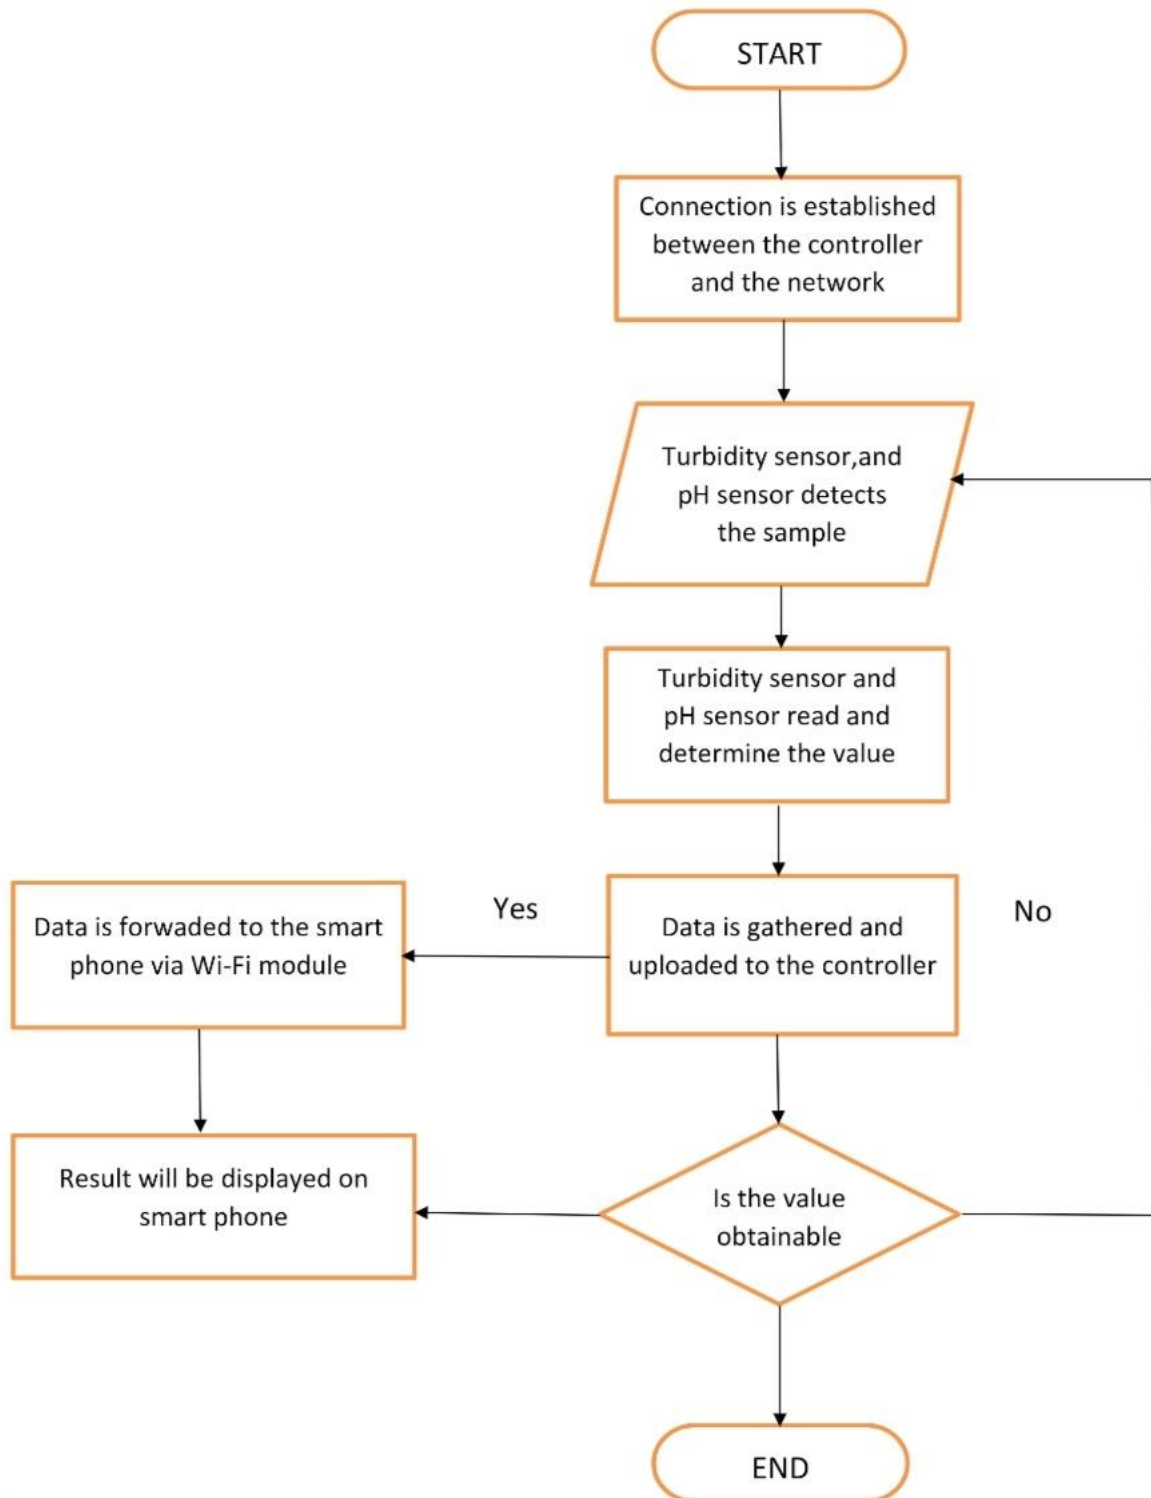 START
Connection is established
between the controller
and the network
Turbidity sensor,and
pH sensor detects
the sample
Turbidity sensor and
pH sensor read and
determine the value
Yes
No
Data is forwaded to the smart
phone via Wi-Fi module
Data is gathered and
uploaded to the controller
Result will be displayed on
smart phone
Is the value
obtainable
END